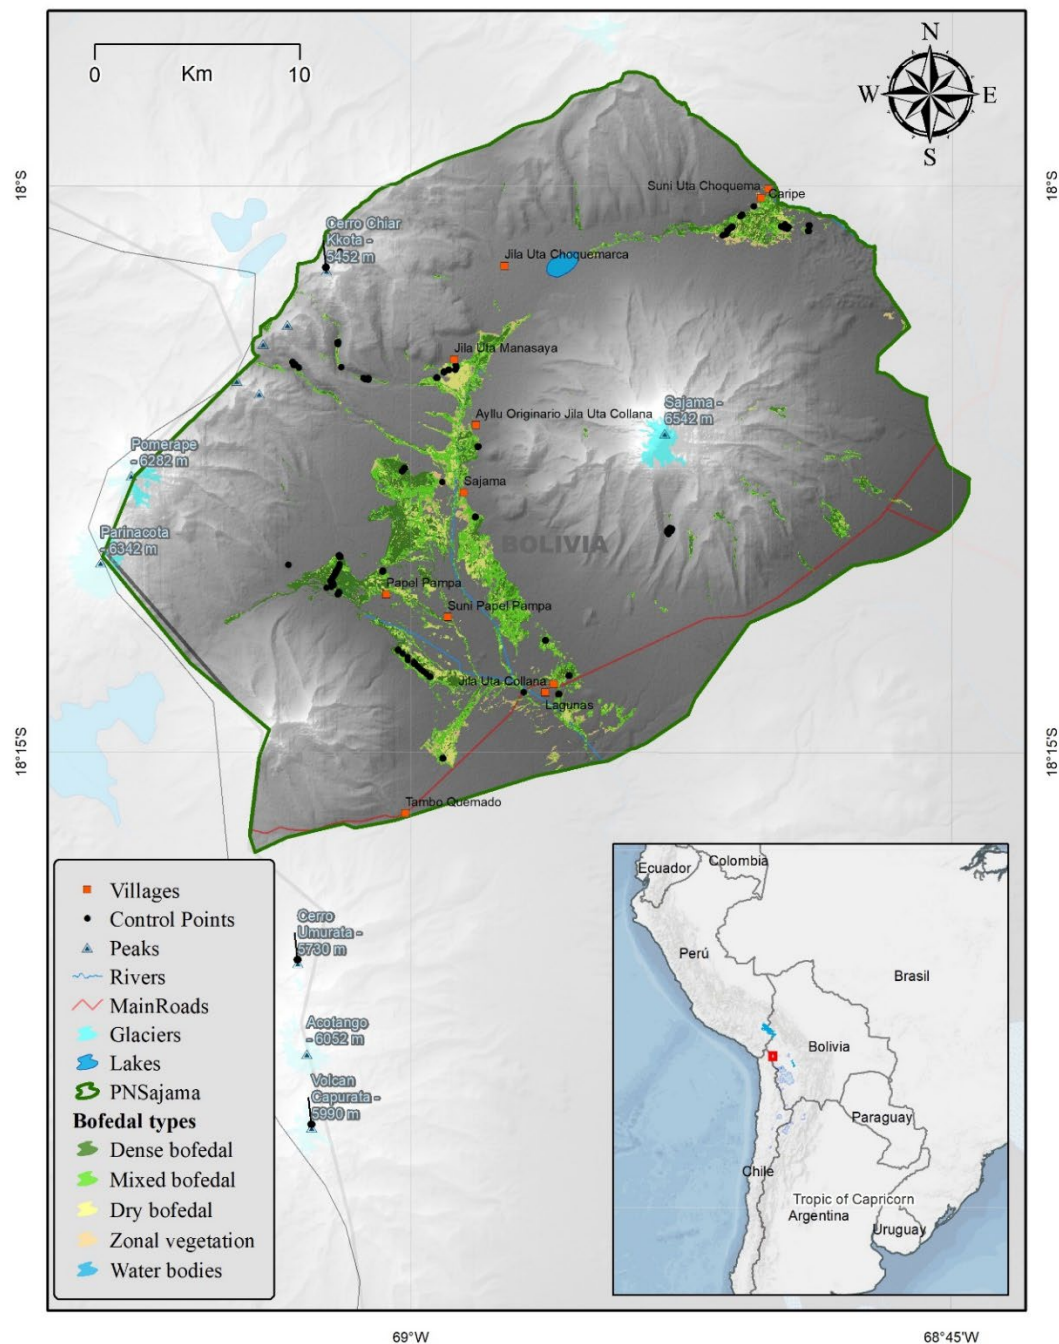 N
W
E
S
0
Km
10
18°S
18°S
Suni Uta Choquema
Caripe
Cerro Chiar
Kkota -
5452 m
Jila Uta Choquemarca
Jila Uta Manasaya
Sajama -
6542 m
Ayllu Originario Jila Uta Collana
Pomerape
- 6282 m
Sajama
Parinacota
- 6342 m
BOLIVIA
Papel Pampa
Suni Papel Pampa
Jila Uta Collana
Lagunas
18°15'S
18°15'S
Tambo Quemado
Villages
Control Points
Peaks
Rivers
MainRoads
Glaciers
Lakes
PNSajama
Bofedal types
Dense bofedal
Mixed bofedal
Dry bofedal
Zonal vegetation
Water bodies
Cerro
Umurata -
5730 m
Acotango
- 6052 m
Volcan
Capurata -
5990 m
Ecuador
Colombia
Perú
Brasil
Bolivia
Paraguay
Chile
Tropic of Capricorn
Argentina
Uruguay
69°W
68°45'W